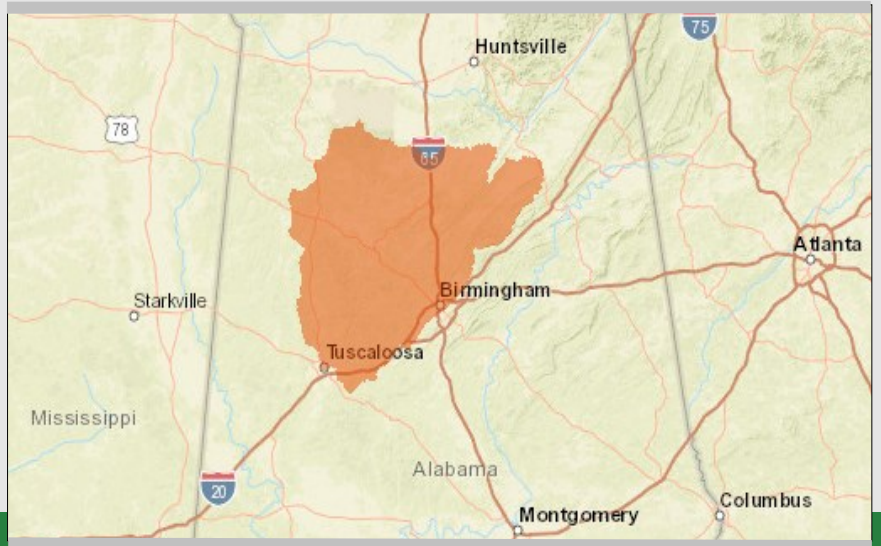 75
Huntsville
78
65
Atlanta
Birmingham
Starkville
Tuscaloosa
Mississippi
Alabama
20
Columbus
Montgomery